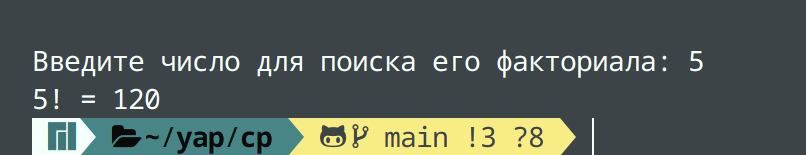 Введите число для поиска его факториала: 5
5! = 120
~/yap/cp main !3 ?8